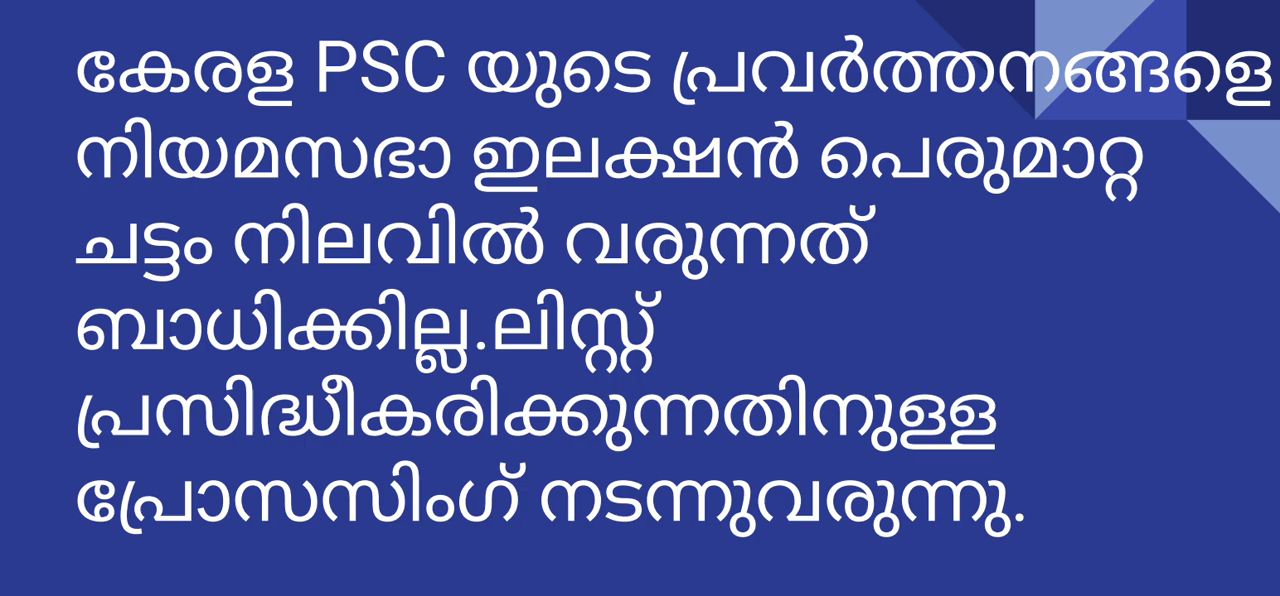 കേരള PSC യുടെ പ്രവർത്തനങ്ങളെ
നിയമസഭാ ഇലക്ഷൻ പെരുമാറ്റ
ചട്ടം നിലവിൽ വരുന്നത്
ബാധിക്കില്ല.ലിസ്റ്റ്
പ്രസിദ്ധീകരിക്കുന്നതിനുള്ള
പ്രോസസിംഗ് നടന്നുവരുന്നു.